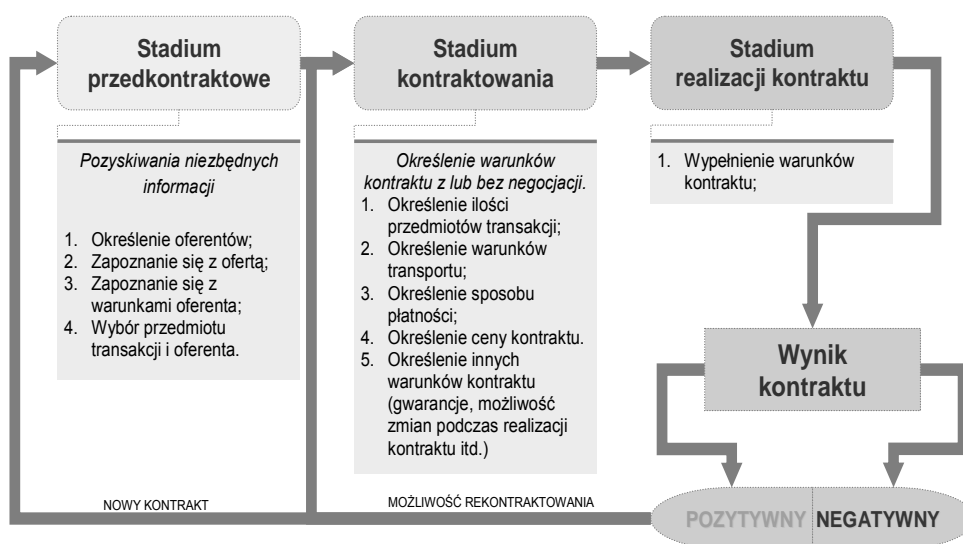 Stadium
przedkontraktowe
Stadium
kontraktowania
Stadium
realizacji kontraktu
Pozyskiwania niezbędnych
informacji
1. Określenie oferentów;
2. Zapoznanie się z ofertą;
3. Zapoznanie się z
warunkami oferenta;
4. Wybór przedmiotu
transakcji i oferenta.
Określenie warunków
kontraktu z lub bez negocjacji.
1. Określenie ilości
przedmiotów transakcji;
2. Określenie warunków
transportu;
3. Określenie sposobu
płatności;
4. Określenie ceny kontraktu.
5. Określenie innych
warunków kontraktu
(gwarancje, możliwość
zmian podczas realizacji
kontraktu itd.)
1. Wypełnienie warunków
kontraktu;
Wynik
kontraktu
NOWY KONTRAKT
MOŻLIWOŚĆ REKONTRAKTOWANIA
POZYTYWNY NEGATYWNY